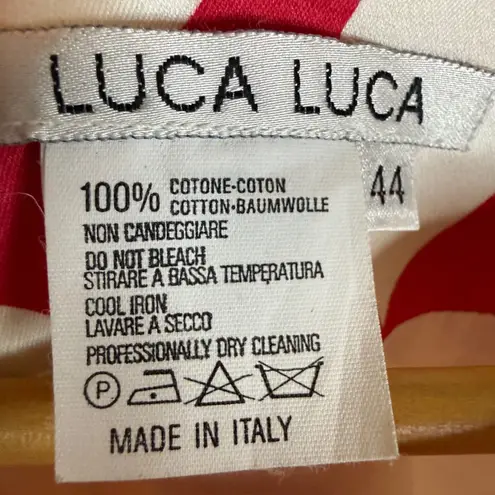 LUCA LUCA
44
100% COTONE-COTON
COTTON-BAUMWOLLE
NON CANDEGGIARE
DO NOT BLEACH
STIRARE A BASSA TEMPERATURA
COOL IRON
LAVARE A SECCO
PROFESSIONALLY DRY CLEANING
P
MADE IN ITALY